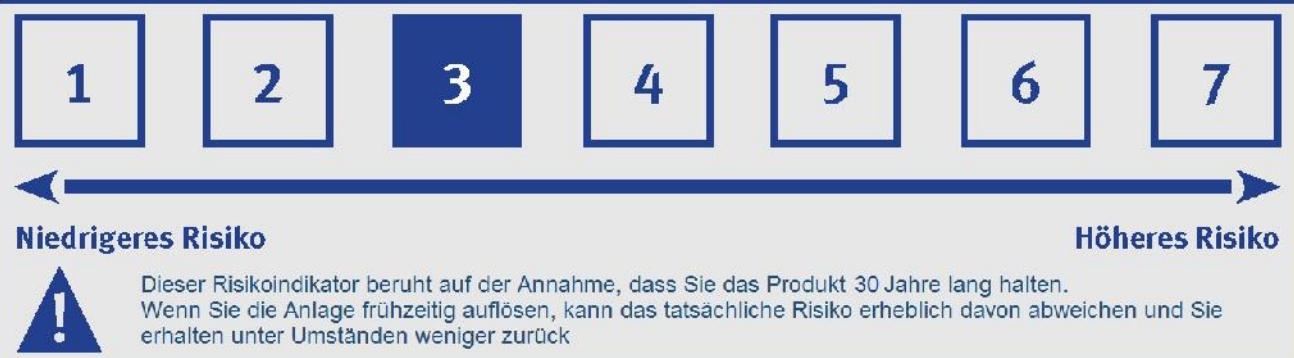 1 2 3 4 5 6 7
Niedrigeres Risiko Höheres Risiko
Dieser Risikoindikator beruht auf der Annahme, dass Sie das Produkt 30 Jahre lang halten.
Wenn Sie die Anlage frühzeitig auflösen, kann das tatsächliche Risiko erheblich davon abweichen und Sie
erhalten unter Umständen weniger zurück